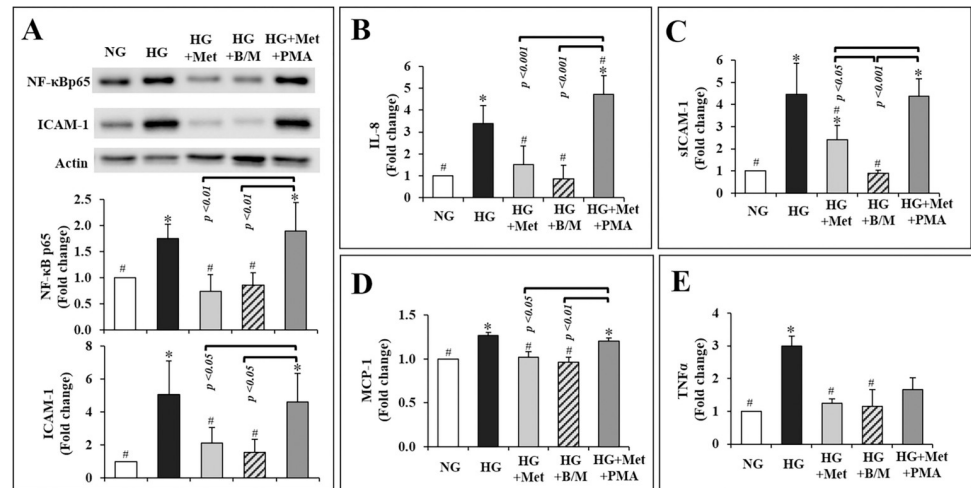 A
NG HG HG +Met HG +B/M HG+Met +PMA
NF-κBp65
ICAM-1
Actin
NF-κB p65
(Fold change)
2.5
2.0
1.5
1.0
0.5
0.0
# * # # *
p <0.01 p <0.01
ICAM-1
(Fold change)
8
6
4
2
0
# * # # *
p <0.05 p <0.05
B
IL-8
(Fold change)
6
5
4
3
2
1
0
# * # # *
p <0.001 p <0.001
NG HG HG +Met HG +B/M HG+Met +PMA
C
sICAM-1
(Fold change)
6
5
4
3
2
1
0
# * # * # *
p <0.05 p <0.001
NG HG HG +Met HG +B/M HG+Met +PMA
D
MCP-1
(Fold change)
1.5
1.0
0.5
0.0
# * # # *
p <0.05 p <0.01
NG HG HG +Met HG +B/M HG+Met +PMA
E
TNFα
(Fold change)
4
3
2
1
0
# * # #
NG HG HG +Met HG +B/M HG+Met +PMA